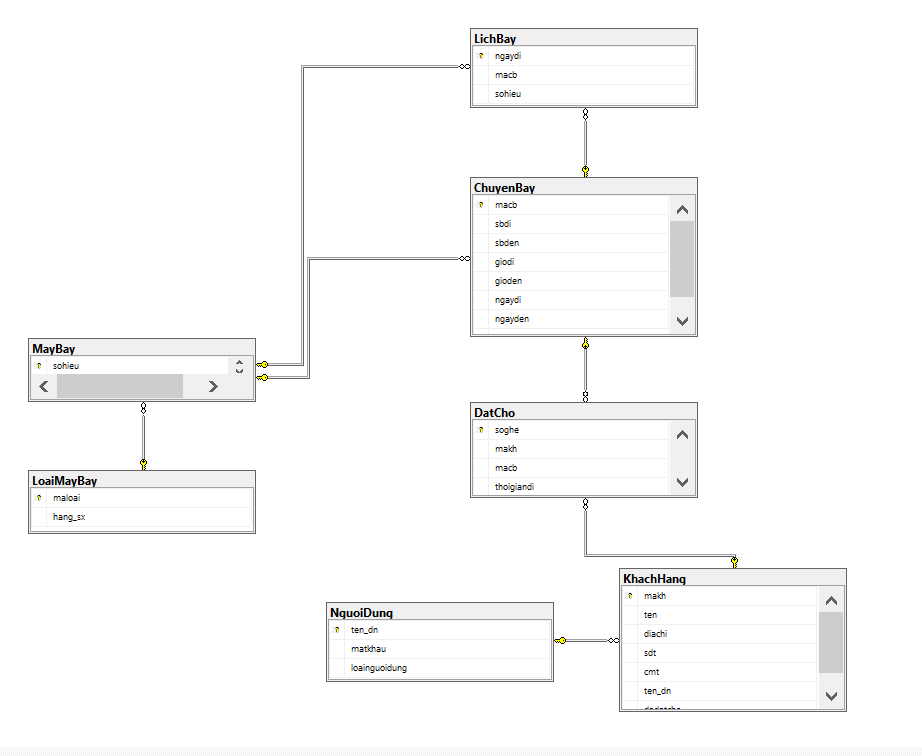 LichBay
ngaydi
macb
sohieu
ChuyenBay
macb
sbdi
sbden
giodi
gioden
ngaydi
ngayden
MayBay
sohieu
LoaiMayBay
maloai
hang_sx
DatCho
soghe
makh
macb
thoigiandi
NguoiDung
ten_dn
matkhau
loainguoidung
KhachHang
makh
ten
diachi
sdt
cmt
ten_dn